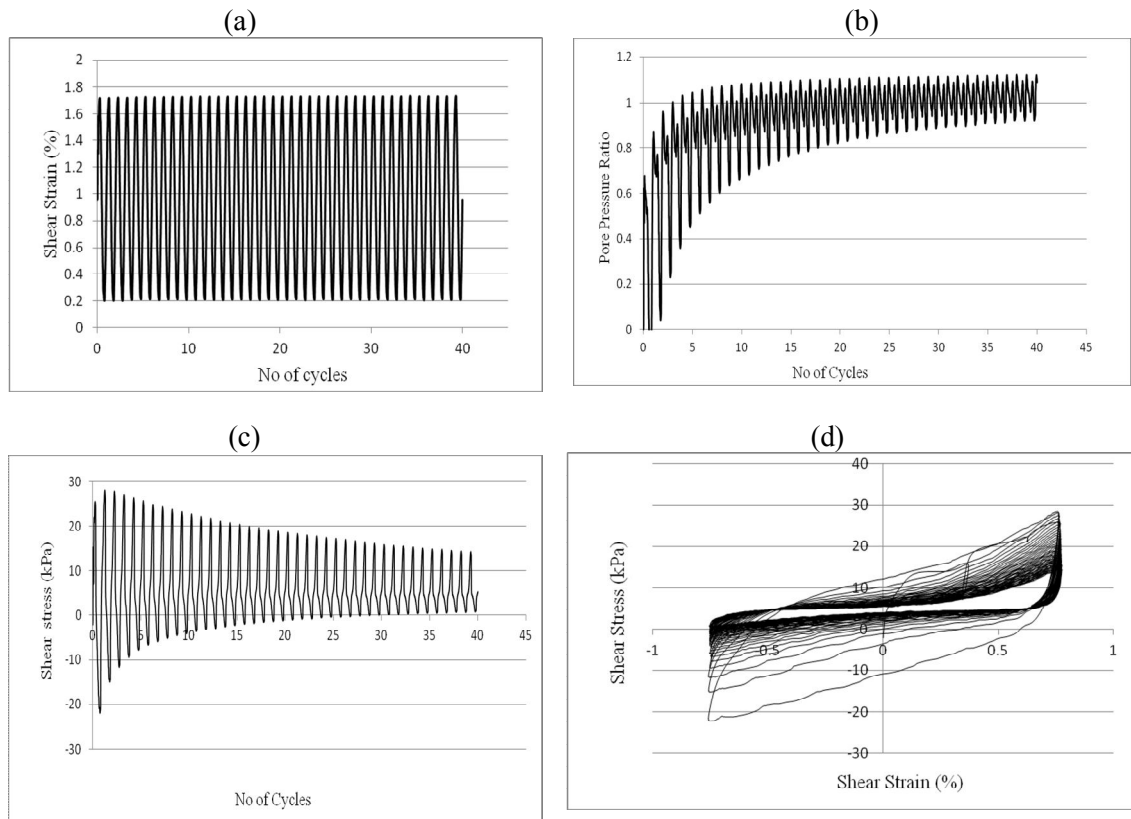 (a)
2
1.8
1.6
1.4
1.2
1
0.8
0.6
0.4
0.2
0
Shear Strain (%)
0 10 20 30 40
No of cycles
(b)
1.2
1
0.8
0.6
0.4
0.2
0
Pore Pressure Ratio
0 5 10 15 20 25 30 35 40 45
No of Cycles
(c)
30
20
10
0
-10
-20
-30
Shear stress (kPa)
0 5 10 15 20 25 30 35 40 45
No of Cycles
(d)
40
30
20
10
0
-10
-20
-30
Shear Stress (kPa)
-1 0.5 0 0.5 1
Shear Strain (%)